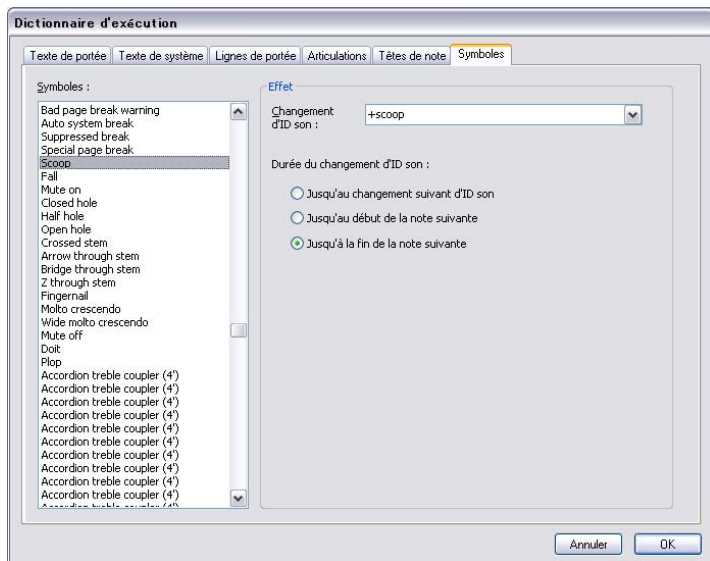 Dictionnaire d'exécution
Texte de portée Texte de système Lignes de portée Articulations Têtes de note Symboles
Symboles :
Bad page break warning
Auto system break
Suppressed break
Special page break
Scoop
Fall
Mute on
Closed hole
Half hole
Open hole
Crossed stem
Arrow through stem
Bridge through stem
Z through stem
Fingernail
Molto crescendo
Wide molto crescendo
Mute off
Doit
Plop
Accordion treble coupler (4')
Accordion treble coupler (4')
Accordion treble coupler (4')
Accordion treble coupler (4')
Accordion treble coupler (4')
Accordion treble coupler (4')
Accordion treble coupler (4')
Accordion treble coupler (4')
Accordion treble coupler (4')
Accordion treble coupler (4')
Effet
Changement
d'ID son :
+scoop
Durée du changement d'ID son :
Jusqu'au changement suivant d'ID son
Jusqu'au début de la note suivante
Jusqu'à la fin de la note suivante
Annuler OK